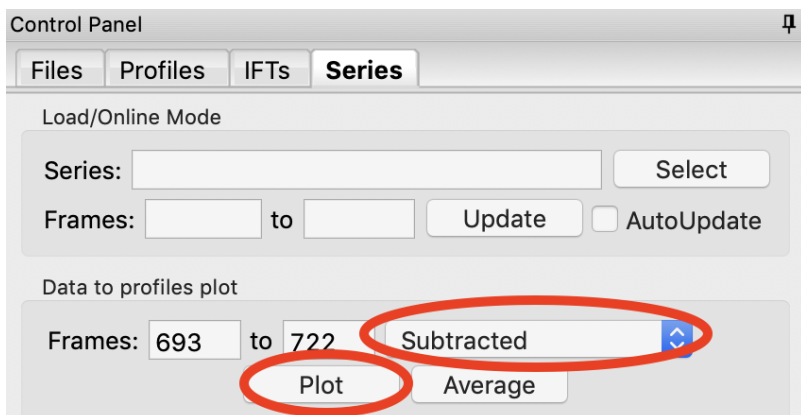 Control Panel
Files Profiles IFTs Series
Load/Online Mode
Series: Select
Frames: to Update AutoUpdate
Data to profiles plot
Frames: 693 to 722 Subtracted
Plot Average